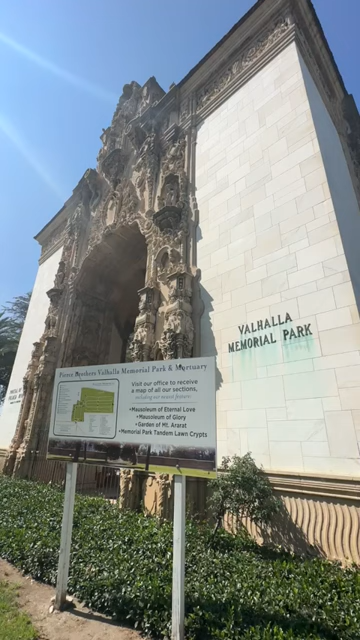 VALHALLA
MEMORIAL PARK
Pierce Brothers Valhalla Memorial Park & Mortuary
Visit our office to receive
a map of all our sections,
including our newest features
•Mausoleum of Eternal Love
•Mausoleum of Glory
•Garden of Mt. Ararat
•Memorial Park Tandem Lawn Crypts